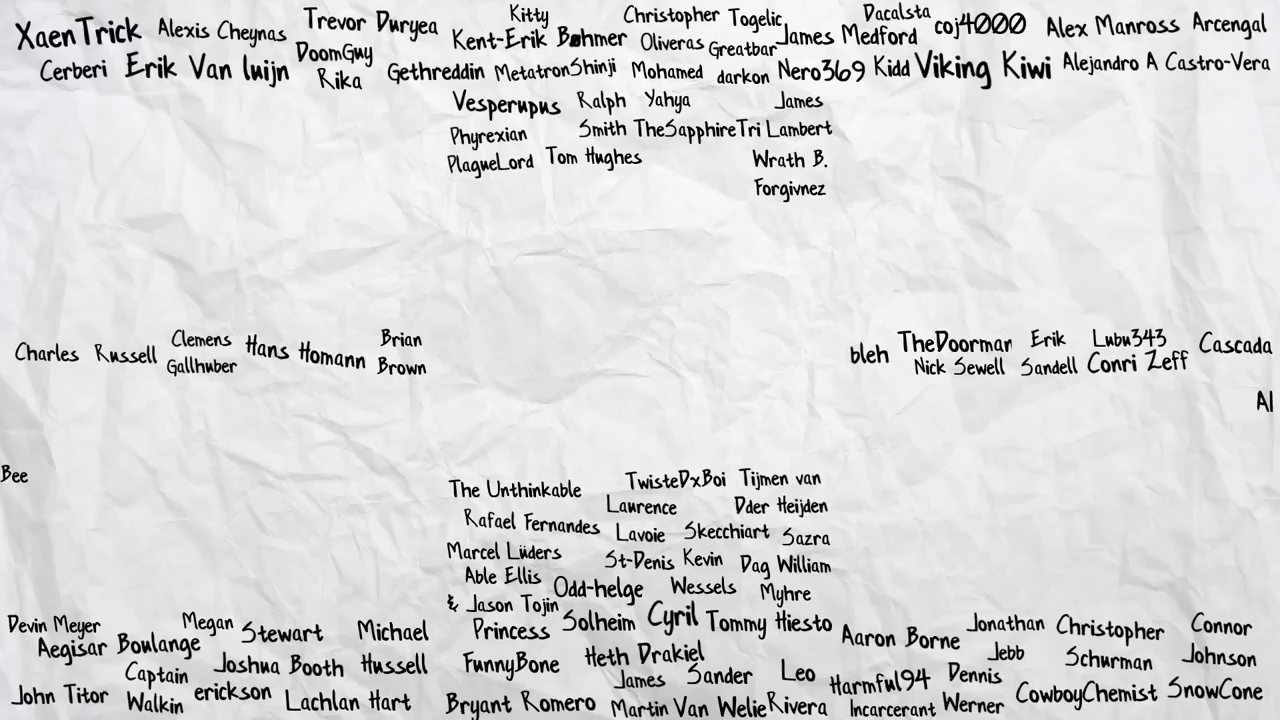 XaenTrick Alexis Cheynas Trevor Duryea Kitty Christopher Togelic Dacalsta coj4000 Alex Manross Arcengal
Kent-Erik Bohmer Oliveras Greatbar James Medford
Cerberi Erik Van luijn DoomGuy Rika Gethreddin Metatron Shinji Mohamed darkon Nero369 Kidd Viking Kiwi Alejandro A Castro-Vera
Vesperupus Ralph Yahya James
Phyrexian Smith TheSapphireTri Lambert
PlagueLord Tom Hughes Wrath B.
Forgivnez
Charles Russell Clemens Hans Homann Brian
Gallhuber Brown
bleh TheDoorman Erik Lubu343 Cascada
Nick Sewell Sandell Conri Zeff
Al
Bee
The Unthinkable TwisteDxBoi Tijmen van
Laurence Dder Heijden
Rafael Fernandes Lavoie Skecchiart Sazra
Marcel Lüders St-Denis Kevin Dag William
Able Ellis Odd-helge Wessels Myhre
& Jason Tojin Solheim Cyril Tommy Hiesto
Devin Meyer Megan Stewart Michael Princess Aaron Borne Jonathan Christopher Connor
Aegisar Boulange Joshua Booth Hussell FunnyBone Heth Drakiel Jebb Schurman Johnson
Captain James Sander Leo Harmful94 Dennis
John Titor Walkin erickson Lachlan Hart Bryant Romero Martin Van Welie Rivera Incarcerant Werner CowboyChemist SnowCone